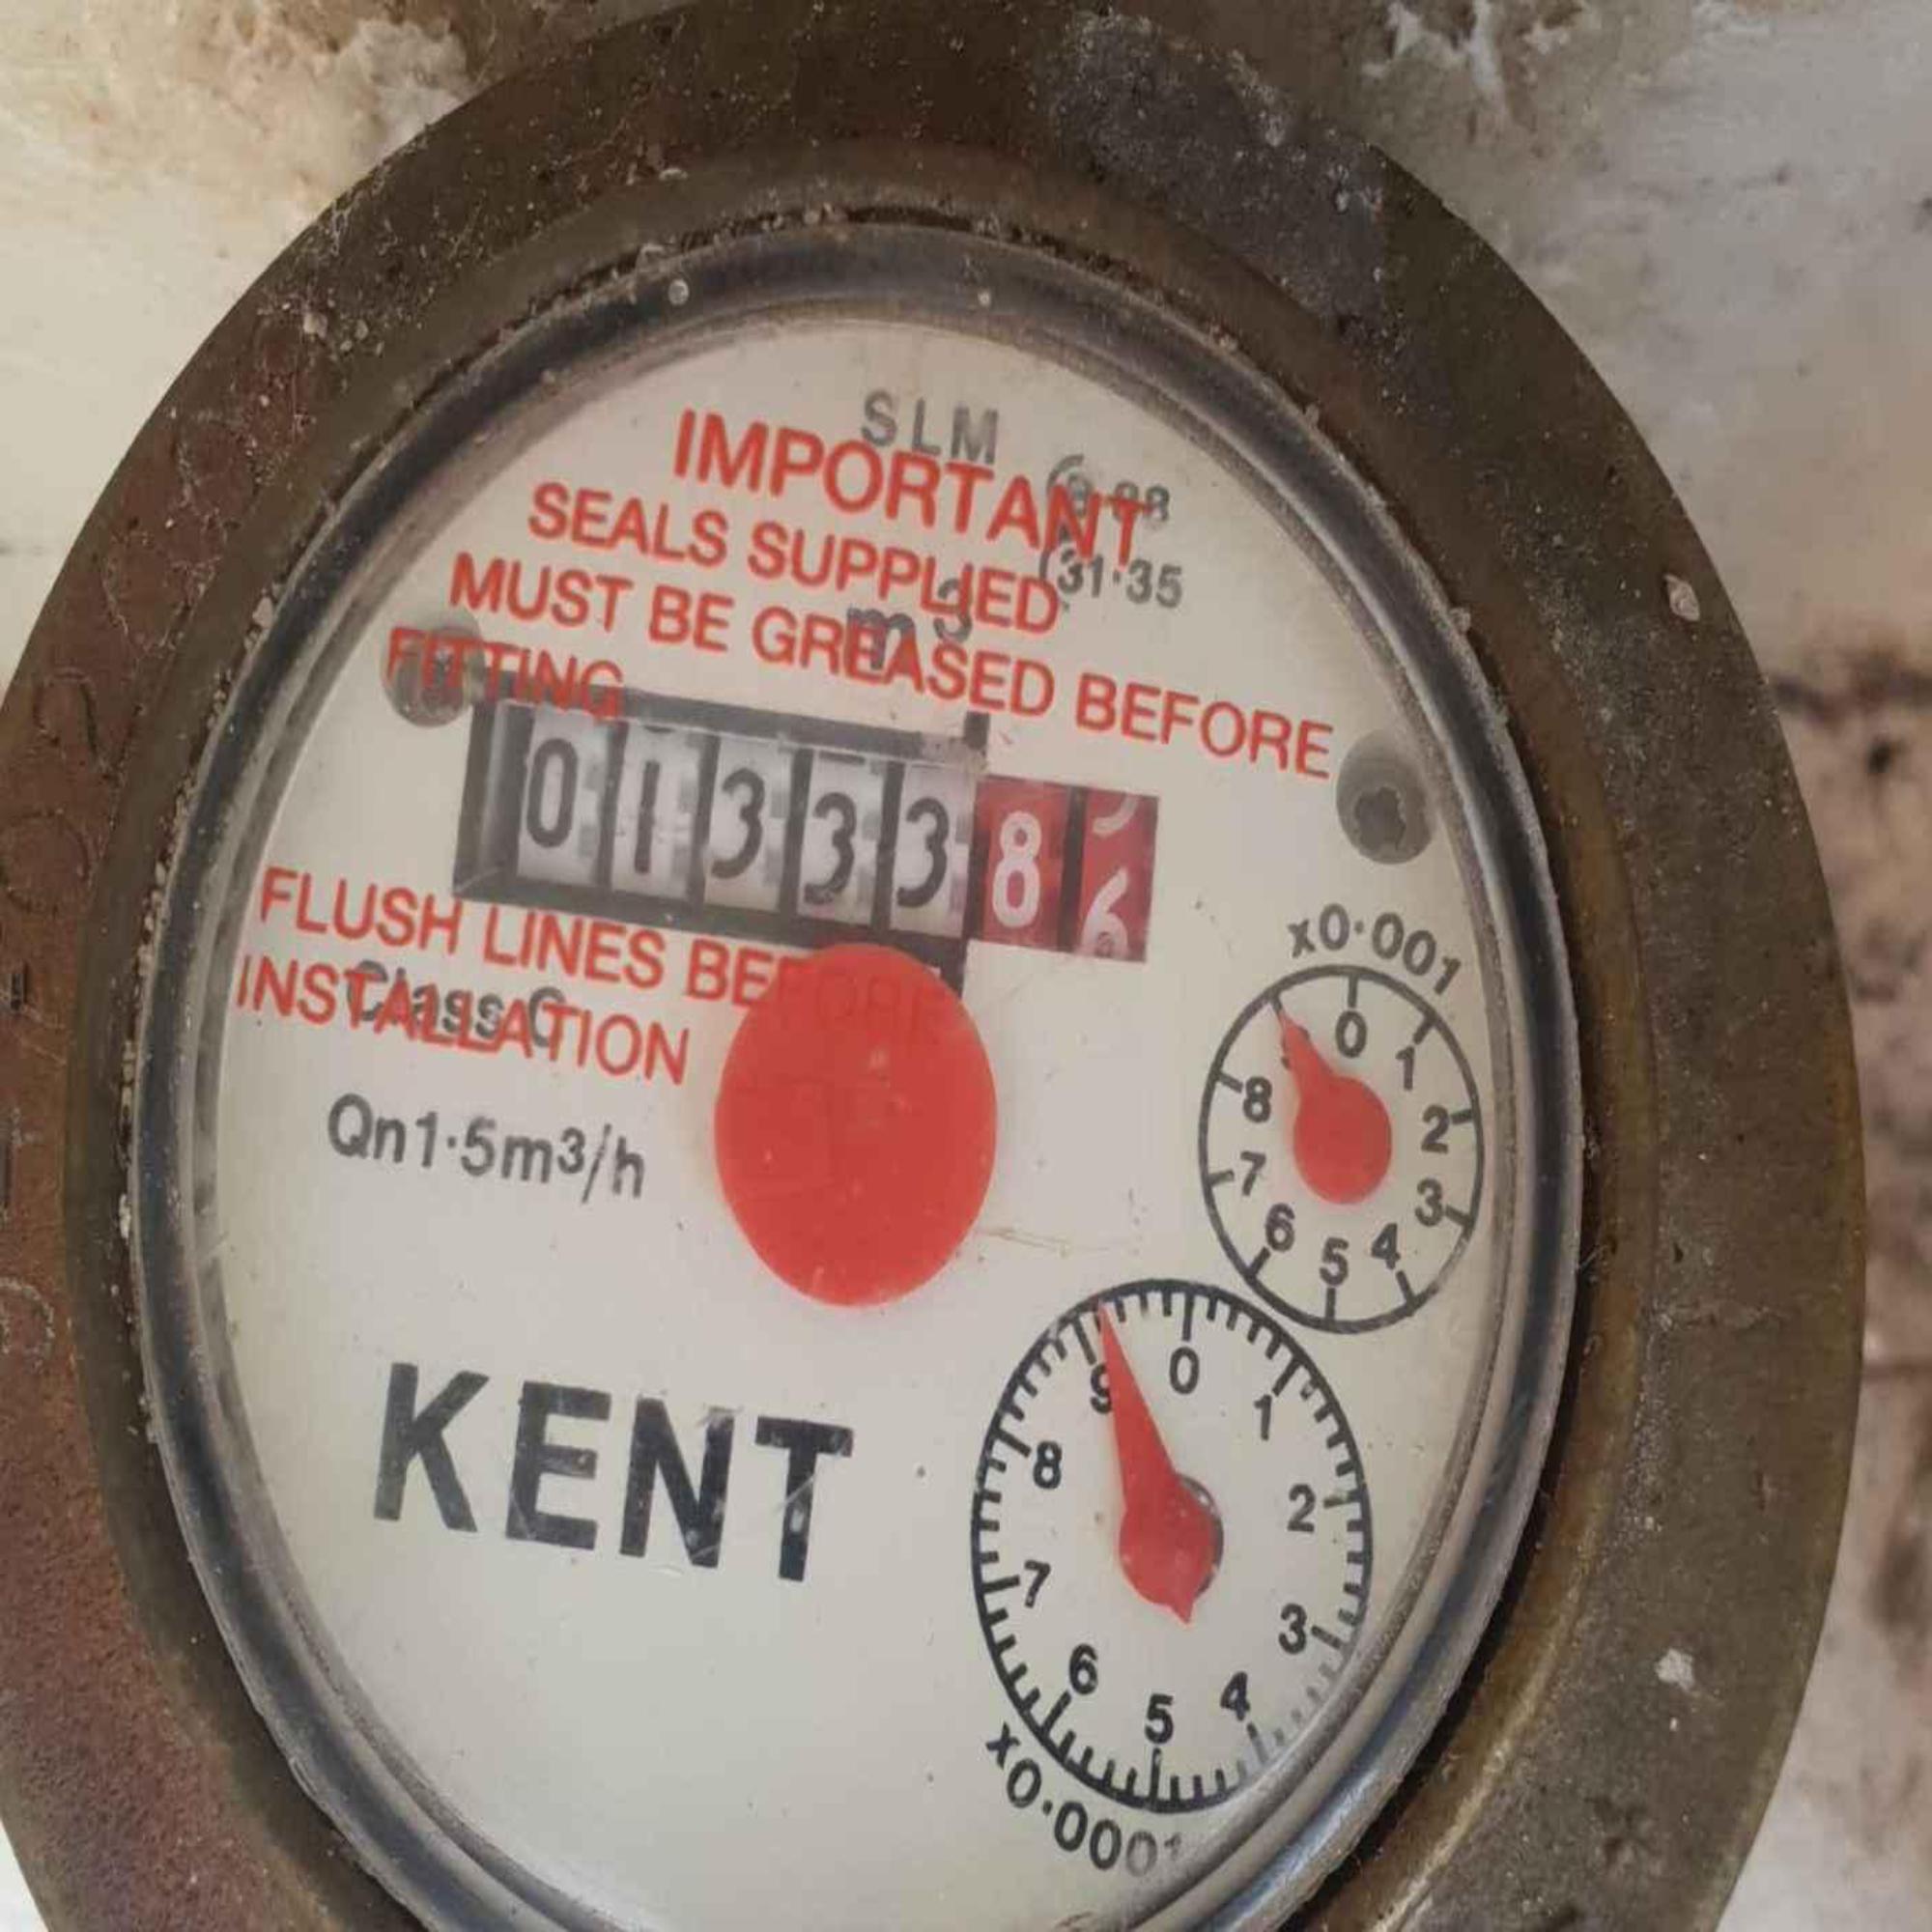 SLM
IMPORTANT
SEALS SUPPLIED
31·35
MUST BE GREASED BEFORE
m3
FITTING
0133386
FLUSH LINES BEFORE
INSTALLATION
Class C
Qn1·5m3/h
KENT
x0·001
0 1 2 3 4 5 6 7 8
0 1 2 3 4 5 6 7 8 9
x0·0001